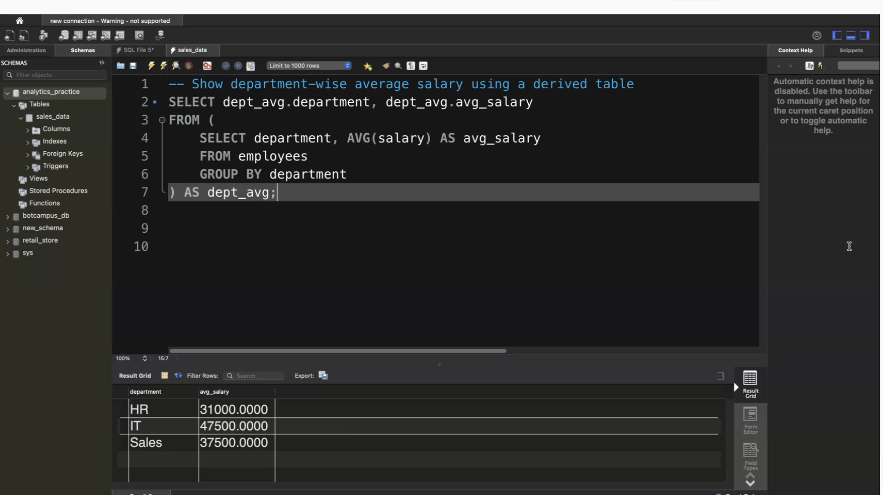 new connection - Warning - not supported
Administration
Schemas
SQL File 5*
sales_data
Context Help
Snippets
SCHEMAS
Filter objects
Limit to 1000 rows
analytics_practice
Tables
sales_data
Columns
Indexes
Foreign Keys
Triggers
Views
Stored Procedures
Functions
botcampus_db
new_schema
retail_store
sys
1 -- Show department-wise average salary using a derived table
2 SELECT dept_avg.department, dept_avg.avg_salary
3 FROM (
4 SELECT department, AVG(salary) AS avg_salary
5 FROM employees
6 GROUP BY department
7 ) AS dept_avg;
8
9
10
Automatic context help is
disabled. Use the toolbar
to manually get help for
the current caret position
or to toggle automatic
help.
100%
15:7
Result Grid
Filter Rows:
Search
Export:
department avg_salary
HR 31000.0000
IT 47500.0000
Sales 37500.0000
Result
Grid
Form
Editor
Field
Types